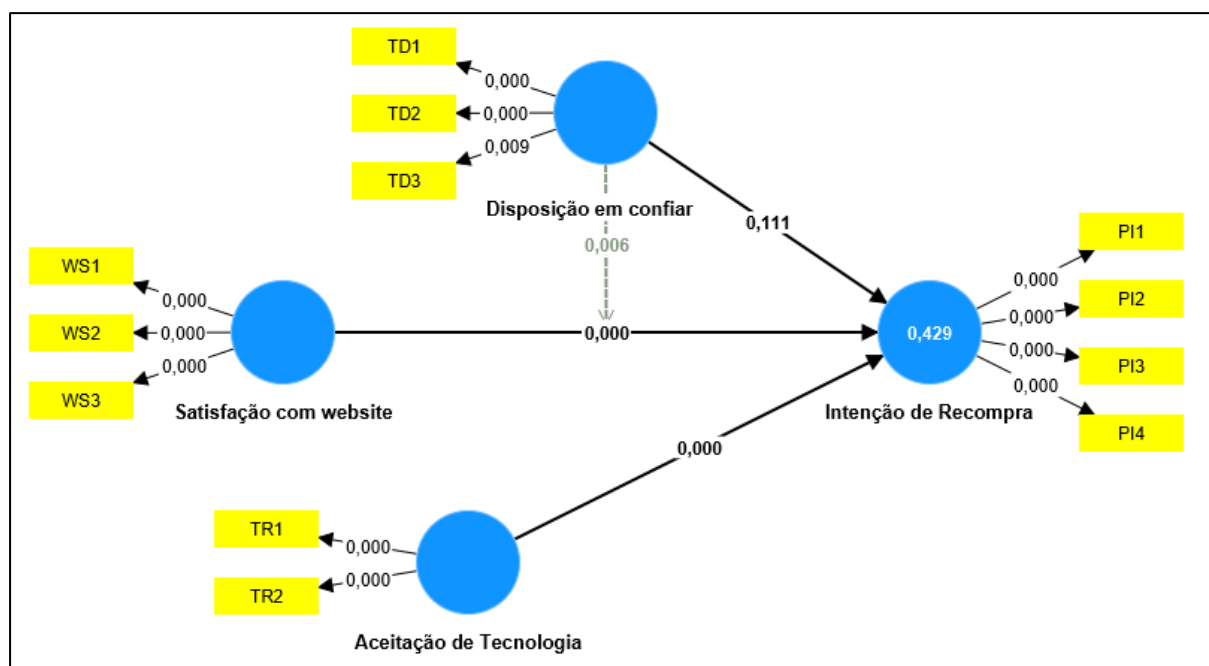 TD1
0,000
TD2
0,000
0,009
TD3
Disposição em confiar
0,111
0,006
WS1
0,000
WS2
0,000
0,000
WS3
Satisfação com website
0,000
PI1
0,000
PI2
0,000
0,429
0,000
PI3
0,000
PI4
Intenção de Recompra
0,000
TR1
0,000
0,000
TR2
Aceitação de Tecnologia